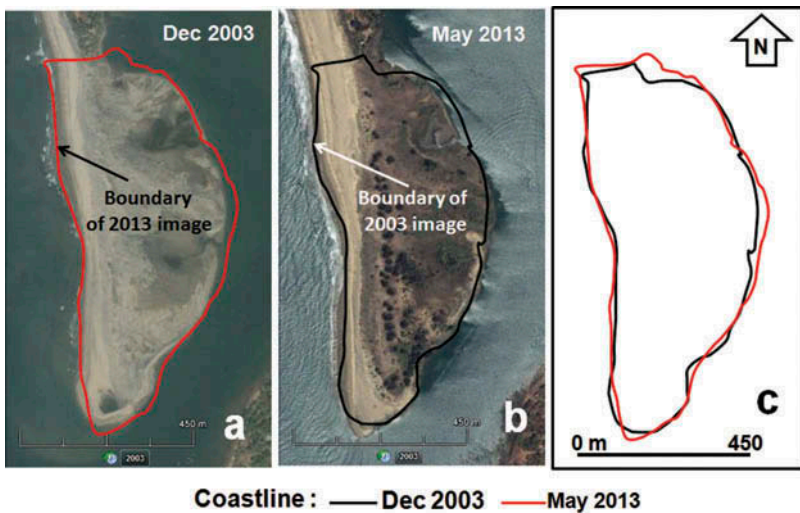 Dec 2003
Boundary
of 2013 image
450 m
2003
a
May 2013
Boundary of
2003 image
450 m
2003
b
N
c
0 m 450
Coastline : Dec 2003 May 2013